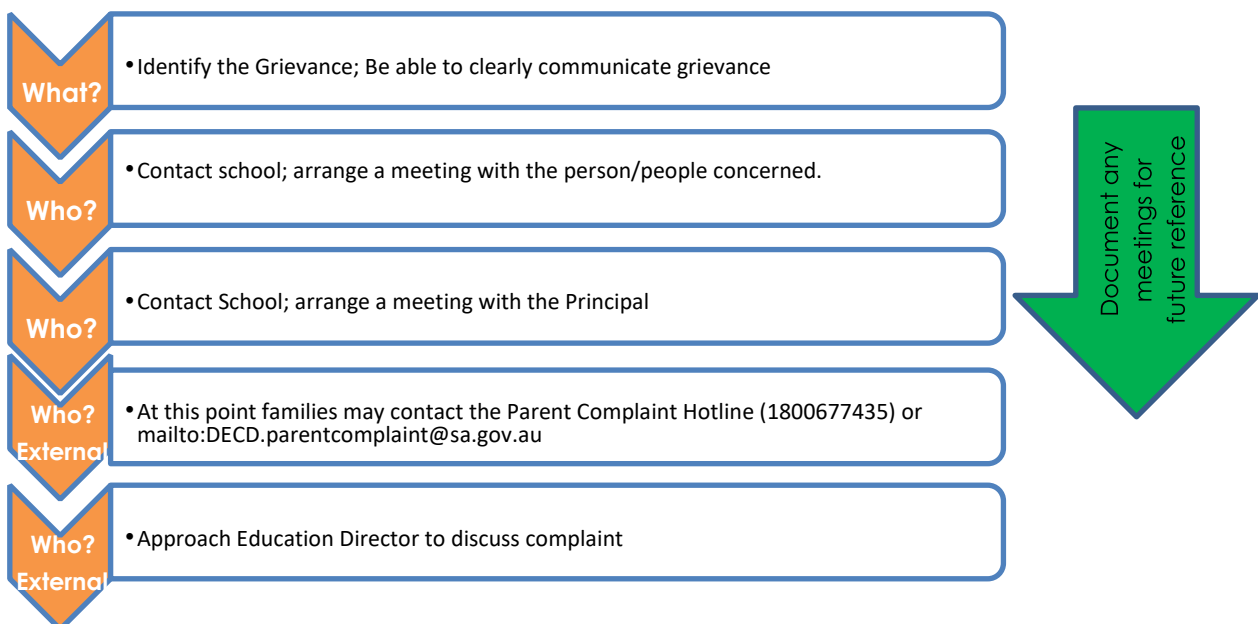 What?
•Identify the Grievance; Be able to clearly communicate grievance
Who?
•Contact school; arrange a meeting with the person/people concerned.
Who?
•Contact School; arrange a meeting with the Principal
Who?
External
•At this point families may contact the Parent Complaint Hotline (1800677435) or
mailto:DECD.parentcomplaint@sa.gov.au
Who?
External
•Approach Education Director to discuss complaint
Document any
meetings for
future reference